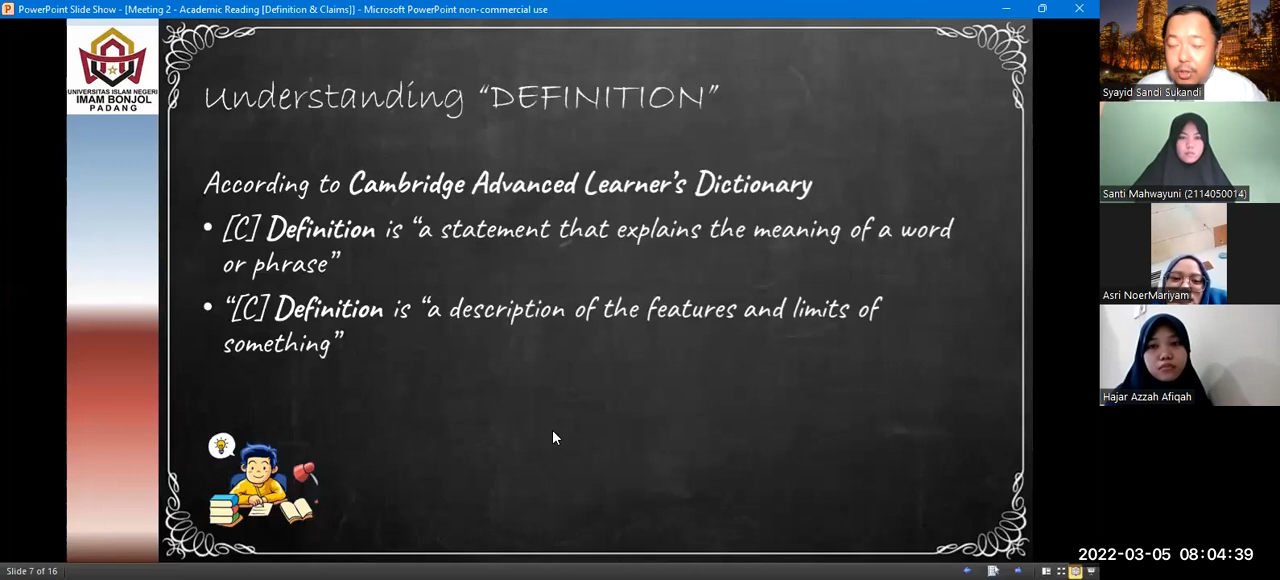 PowerPoint Slide Show - [Meeting 2 - Academic Reading [Definition & Claims]] - Microsoft PowerPoint non-commercial use
UNIVERSITAS ISLAM NEGERI
IMAM BONJOL
PADANG
Understanding “DEFINITION”
According to Cambridge Advanced Learner’s Dictionary
• [C] Definition is “a statement that explains the meaning of a word
or phrase”
• “[C] Definition is “a description of the features and limits of
something”
Syayid Sandi Sukandi
Santi Mahwayuni (2114050014)
Asri NoerMariyam
Hajar Azzah Afiqah
2022-03-05 08:04:39
Slide 7 of 16